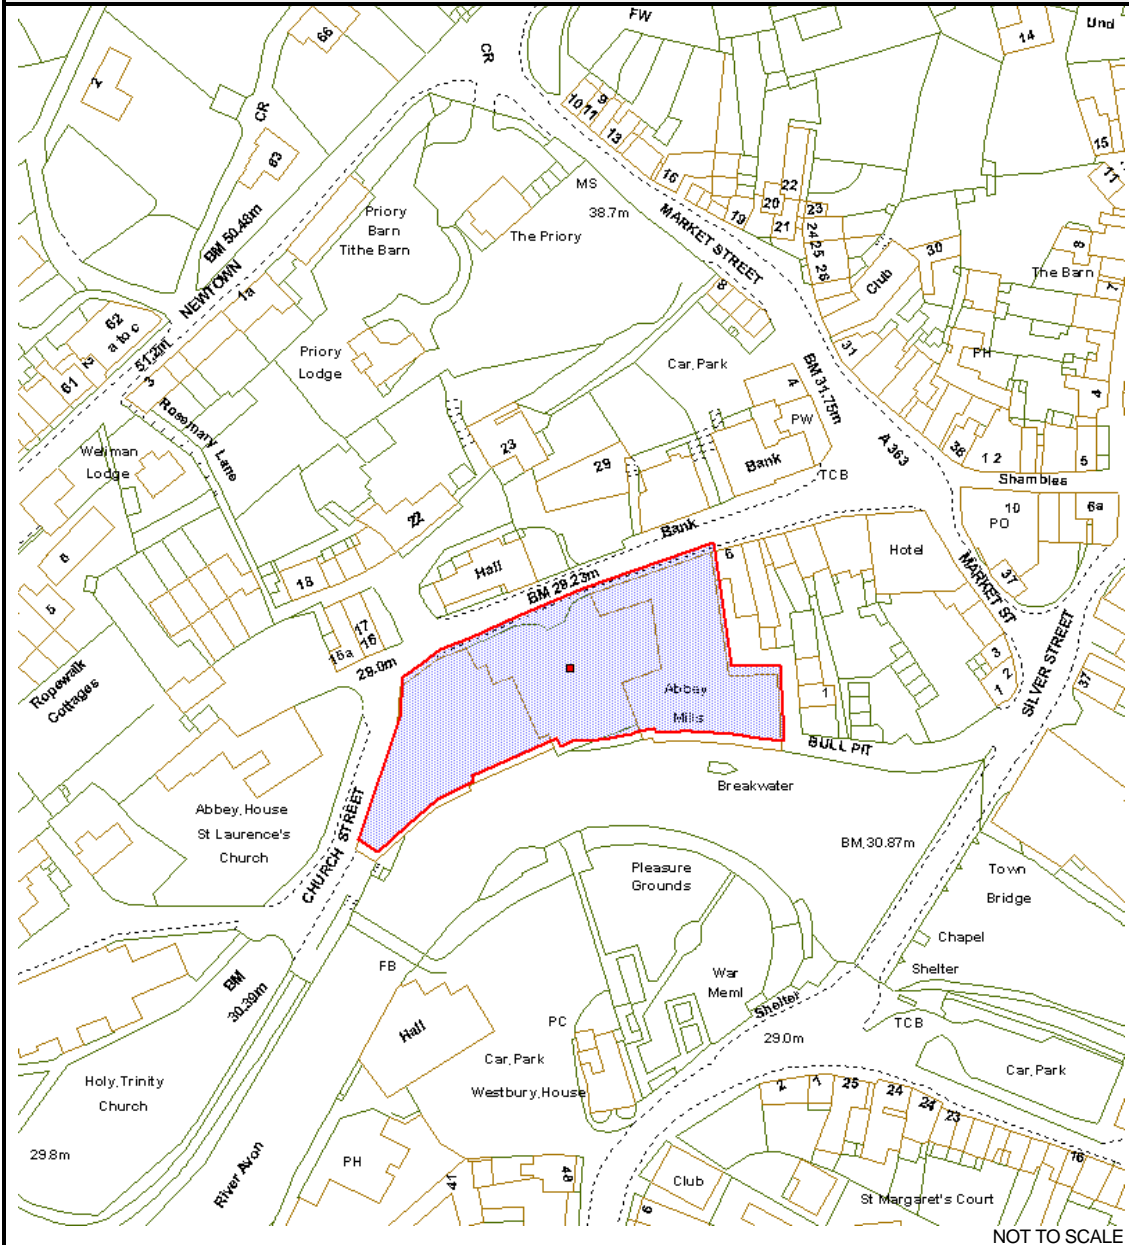 FW
Und
66
14
CR
2
10
11
9
13
15
CR
63
11
16
22
MS
38.7m
20
19
21
23
24
25
26
Priory
Barn
Tithe Barn
The Priory
MARKET STREET
BM 50.48m
NEWTOWN
30
Club
8
The Barn
7
1a
8
62
a to c
51.2m
2
61
3
Priory
Lodge
Car Park
31
PH
BM 31.75m
4
4
PW
Rosemary Lane
Wellman
Lodge
23
29
Bank
A 363
36
1 2
5
Shambles
TCB
22
10
PO
6a
Bank
6
Hotel
Hall
18
BM 29.23m
6
MARKET ST
37
5
17
16
15a
29.0m
Ropewalk
Cottages
3
2
1
SILVER STREET
37
Abbey
Mills
1
BULL PIT
Breakwater
Abbey House
St Laurence's
Church
CHURCH STREET
BM 30.87m
Pleasure
Grounds
Town
Bridge
Chapel
Shelter
BM
30.39m
FB
War
Meml
Shelter
Hall
PC
TCB
29.0m
Car Park
Westbury House
Car Park
Holy Trinity
Church
2
1
25
24
24
23
16
29.8m
River Avon
PH
41
48
Club
6
St Margaret's Court
NOT TO SCALE